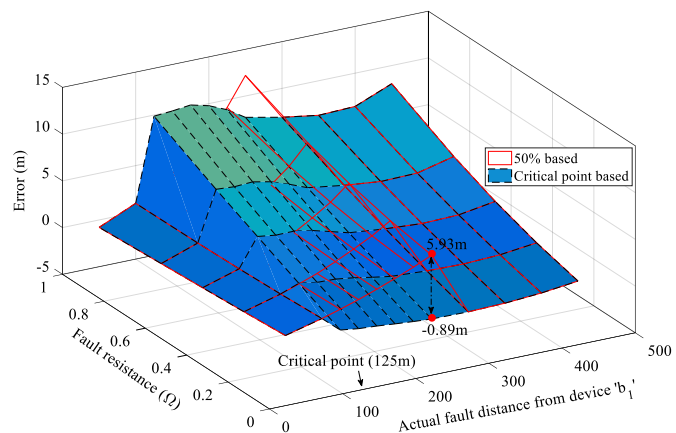 15
10
5
0
-5
Error (m)
1
0.8
0.6
0.4
0.2
0
Fault resistance (Ω)
0
100
200
300
400
500
Actual fault distance from device 'b₁'
50% based
Critical point based
5.93m
-0.89m
Critical point (125m)